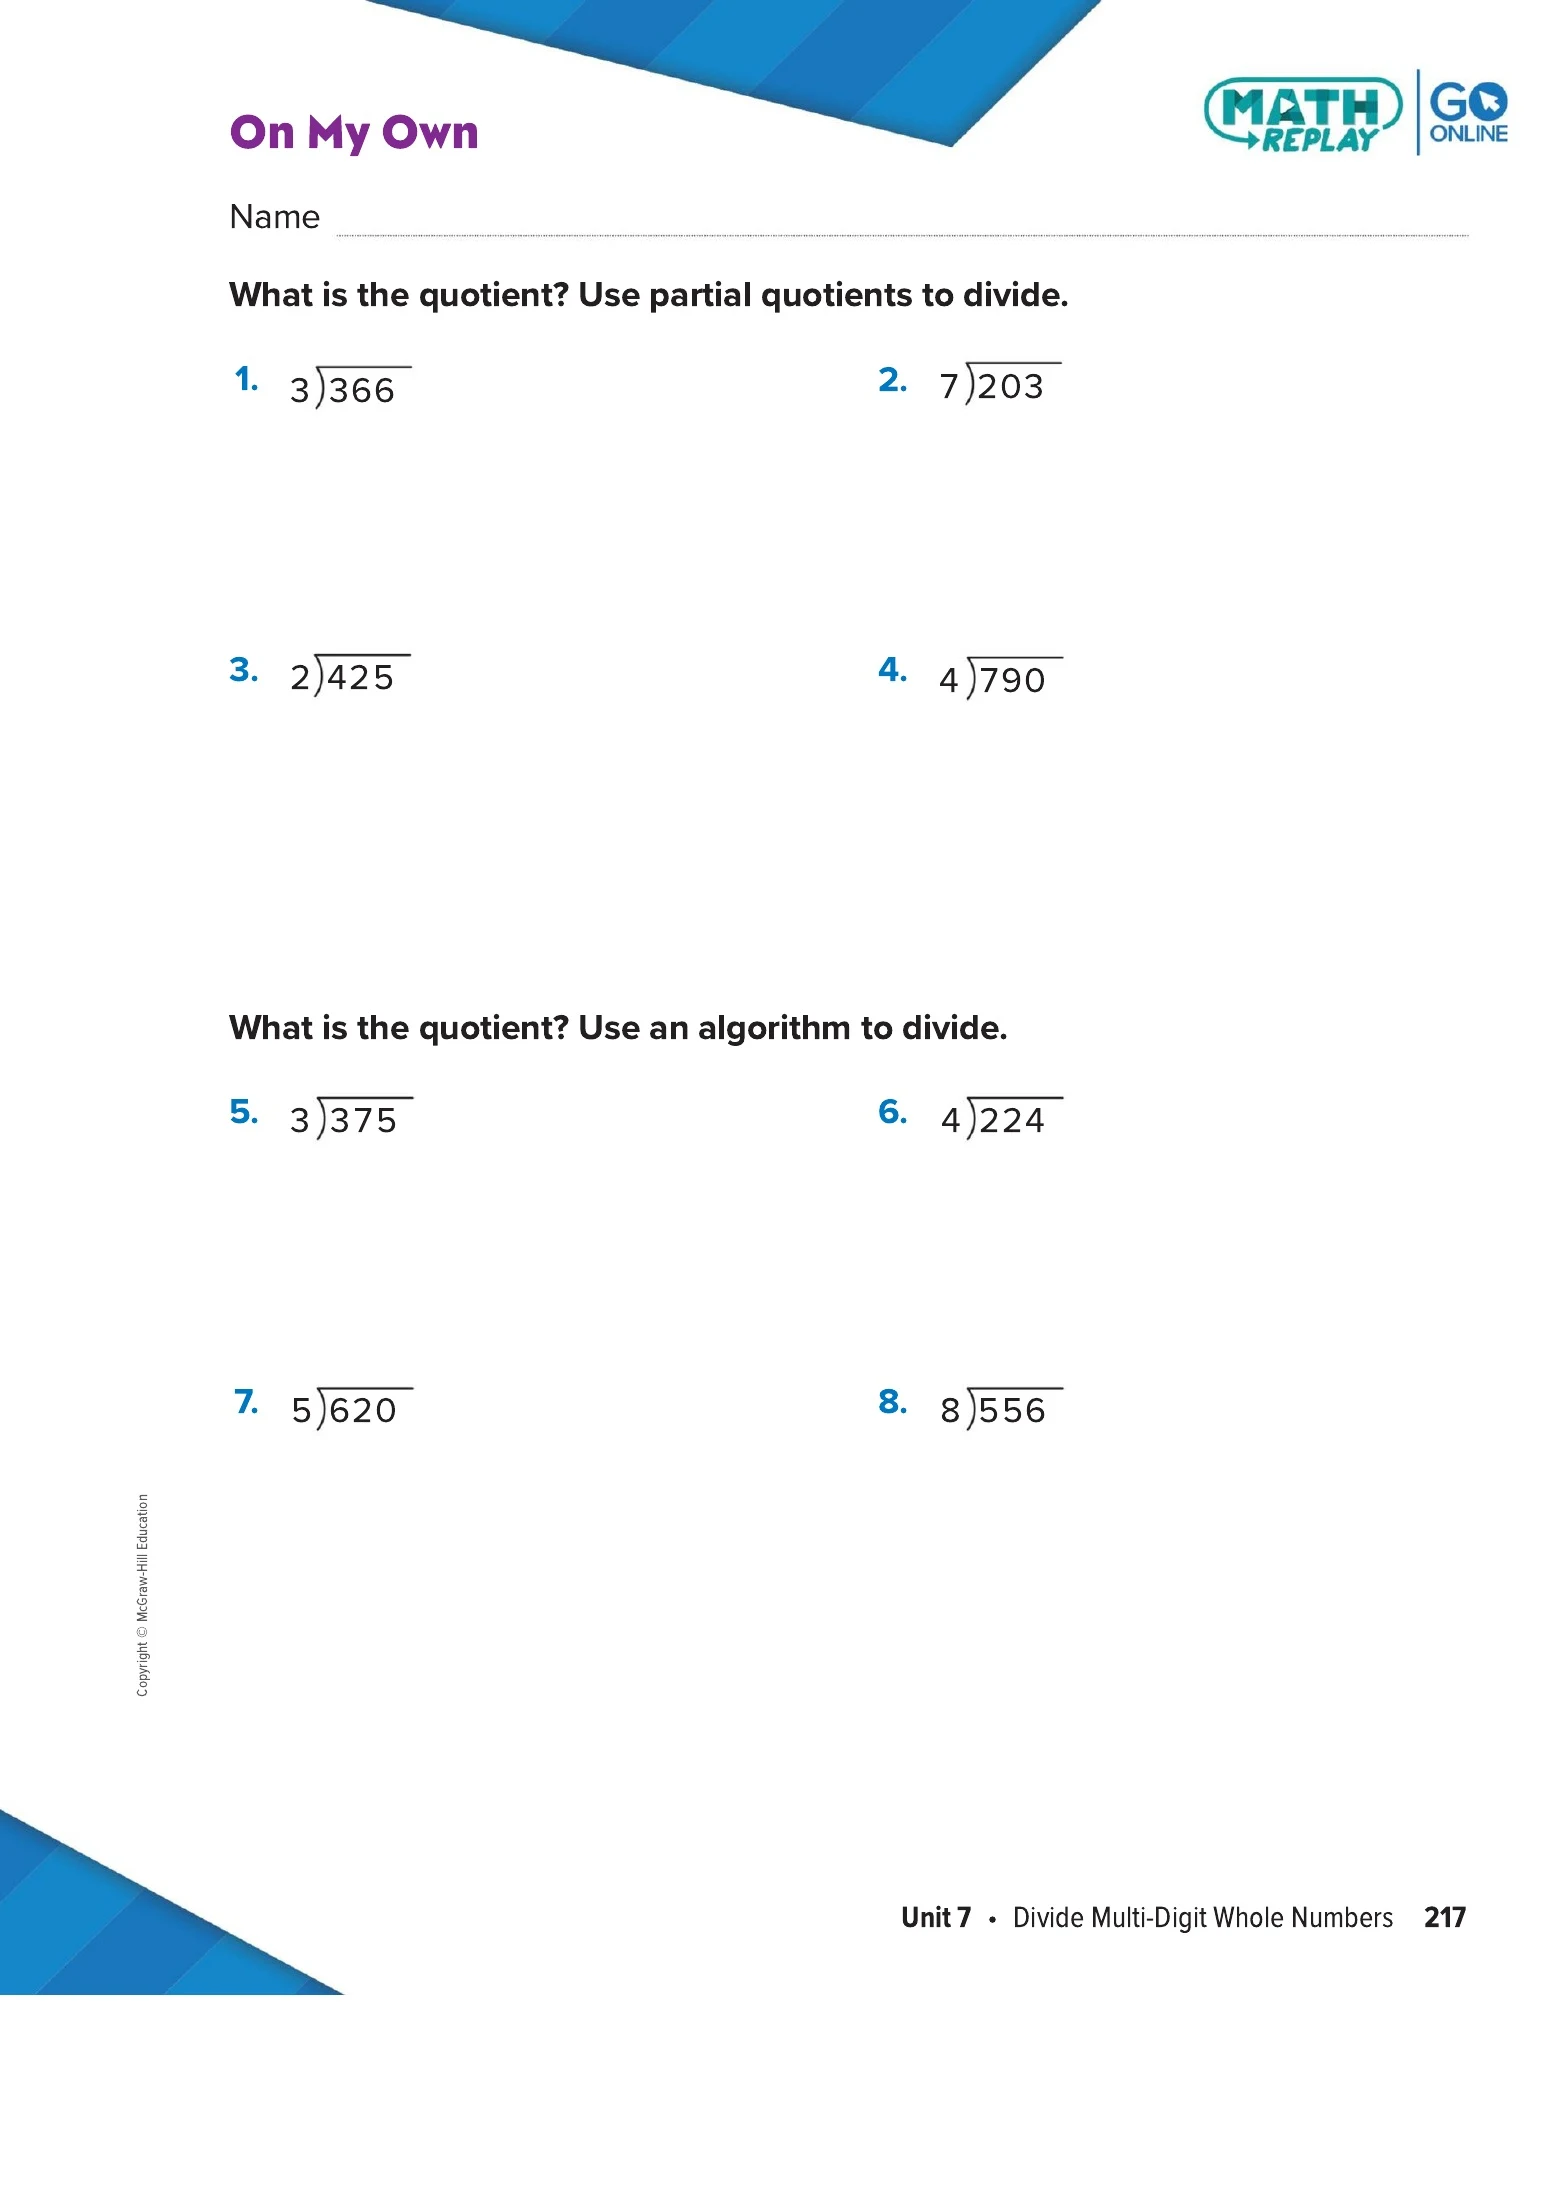 MATH
REPLAY
GO
ONLINE
On My Own
Name
What is the quotient? Use partial quotients to divide.
1. 3)366
2. 7)203
3. 2)425
4. 4)790
What is the quotient? Use an algorithm to divide.
5. 3)375
6. 4)224
7. 5)620
8. 8)556
Copyright © McGraw-Hill Education
Unit 7 • Divide Multi-Digit Whole Numbers 217